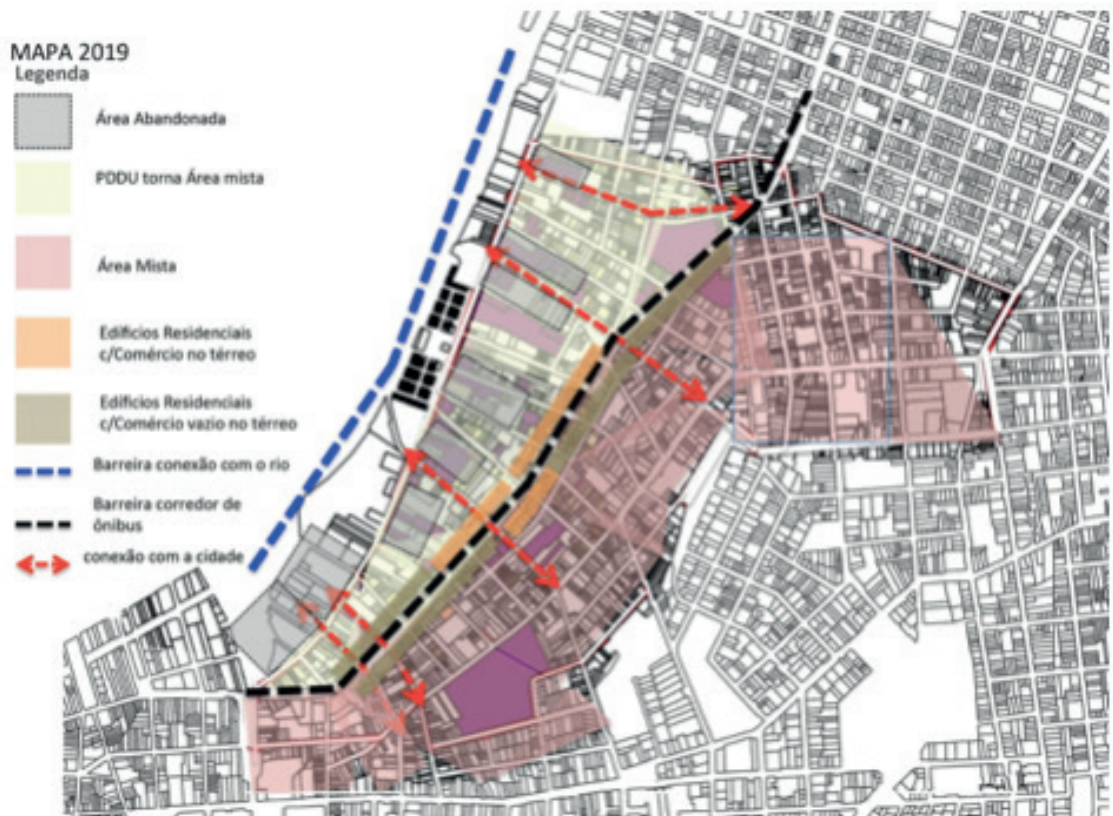 MAPA 2019
Legenda
Área Abandonada
PDDU torna Área mista
Área Mista
Edifícios Residenciais
c/Comércio no térreo
Edifícios Residenciais
c/Comércio vazio no térreo
Barreira conexão com o rio
Barreira corredor de
ônibus
conexão com a cidade